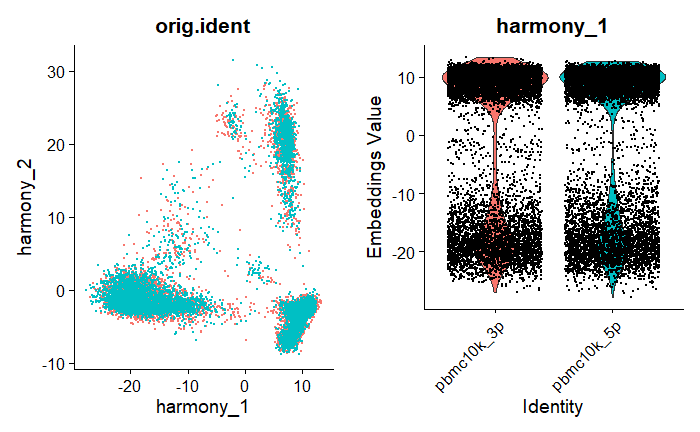 orig.ident
30
20
10
0
-10
harmony_2
-20
-10
0
10
harmony_1
harmony_1
10
0
-10
-20
Embeddings Value
pbmc10k_3p
pbmc10k_5p
Identity